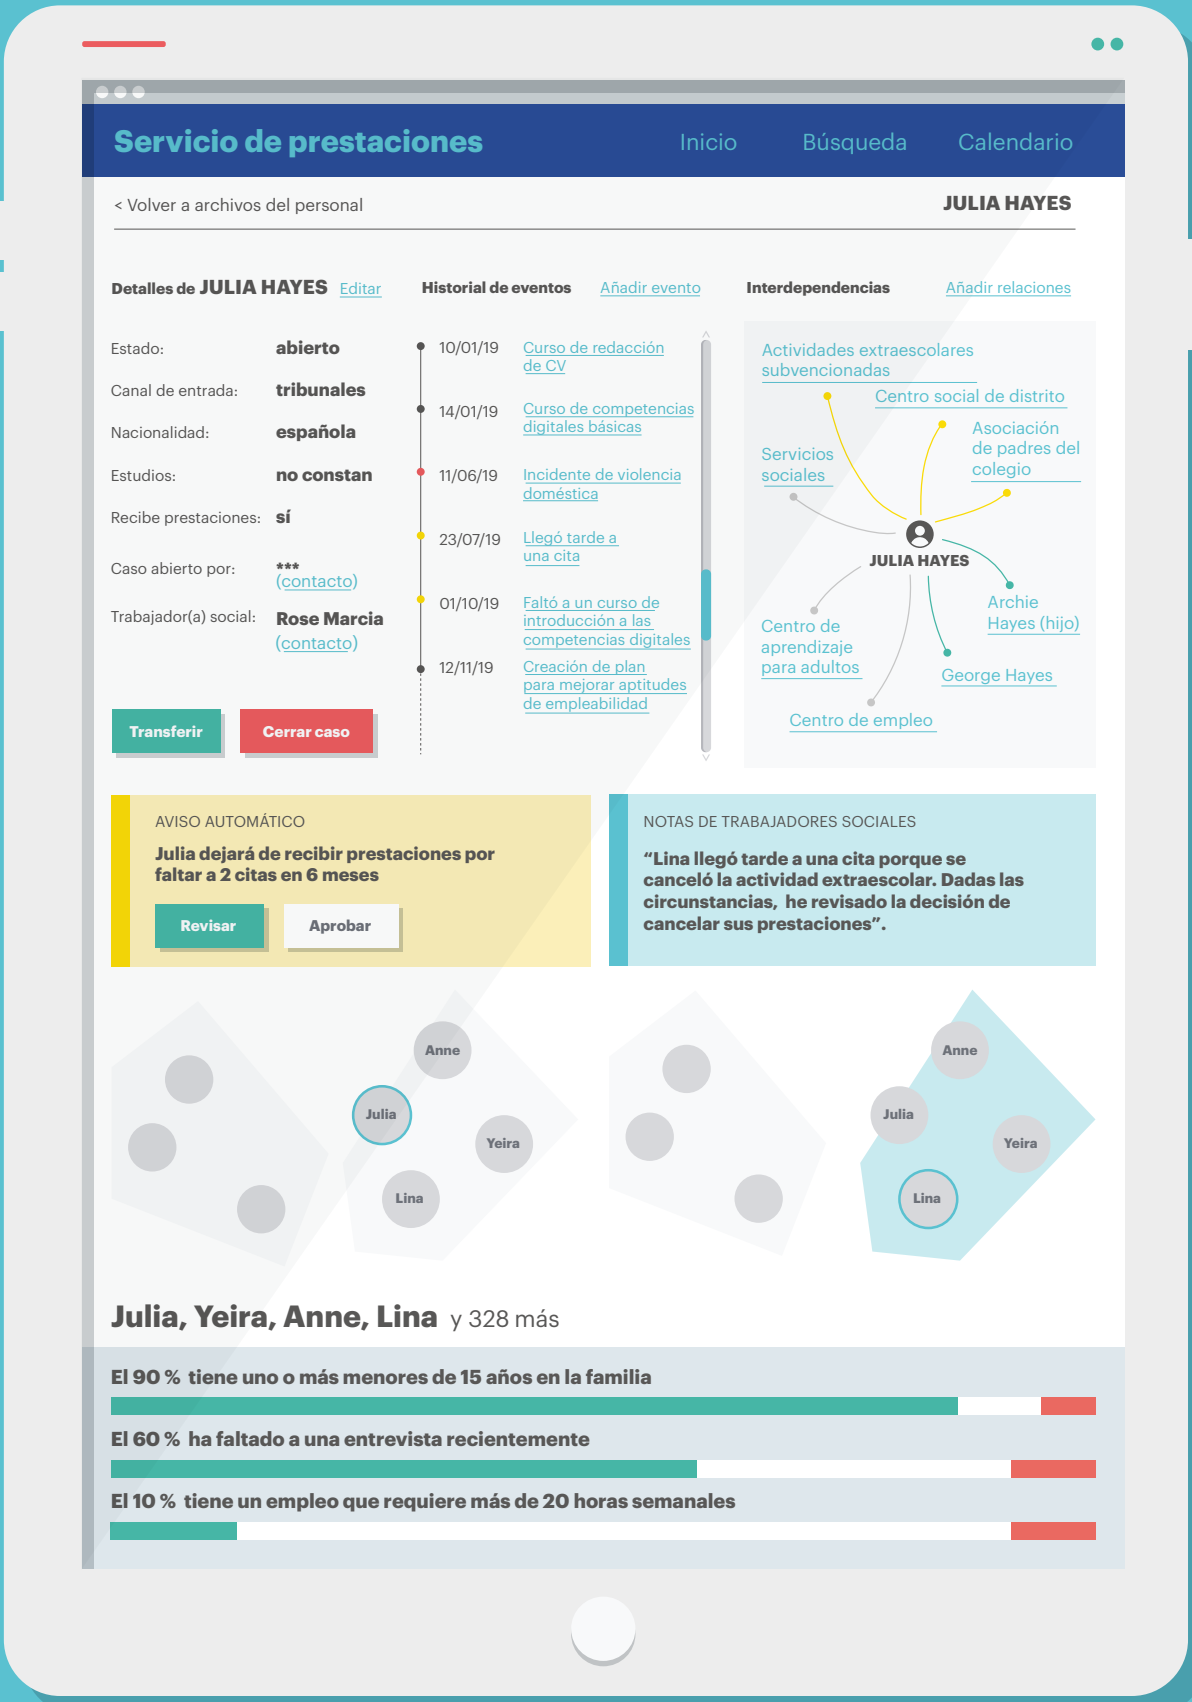 Servicio de prestaciones
Inicio
Búsqueda
Calendario
< Volver a archivos del personal
JULIA HAYES
Detalles de JULIA HAYES
Editar
Estado:
abierto
Canal de entrada:
tribunales
Nacionalidad:
española
Estudios:
no constan
Recibe prestaciones:
sí
Caso abierto por:
***
(contacto)
Trabajador(a) social:
Rose Marcia
(contacto)
Transferir
Cerrar caso
Historial de eventos
Añadir evento
10/01/19
Curso de redacción
de CV
14/01/19
Curso de competencias
digitales básicas
11/06/19
Incidente de violencia
doméstica
23/07/19
Llegó tarde a
una cita
01/10/19
Faltó a un curso de
introducción a las
competencias digitales
12/11/19
Creación de plan
para mejorar aptitudes
de empleabilidad
Interdependencias
Añadir relaciones
Actividades extraescolares
subvencionadas
Centro social de distrito
Asociación
de padres del
colegio
Servicios
sociales
JULIA HAYES
Archie
Hayes (hijo)
Centro de
aprendizaje
para adultos
George Hayes
Centro de empleo
AVISO AUTOMÁTICO
Julia dejará de recibir prestaciones por
faltar a 2 citas en 6 meses
Revisar
Aprobar
NOTAS DE TRABAJADORES SOCIALES
“Lina llegó tarde a una cita porque se
canceló la actividad extraescolar. Dadas las
circunstancias, he revisado la decisión de
cancelar sus prestaciones”.
Anne
Julia
Yeira
Lina
Anne
Julia
Yeira
Lina
Julia, Yeira, Anne, Lina y 328 más
El 90 % tiene uno o más menores de 15 años en la familia
El 60 % ha faltado a una entrevista recientemente
El 10 % tiene un empleo que requiere más de 20 horas semanales